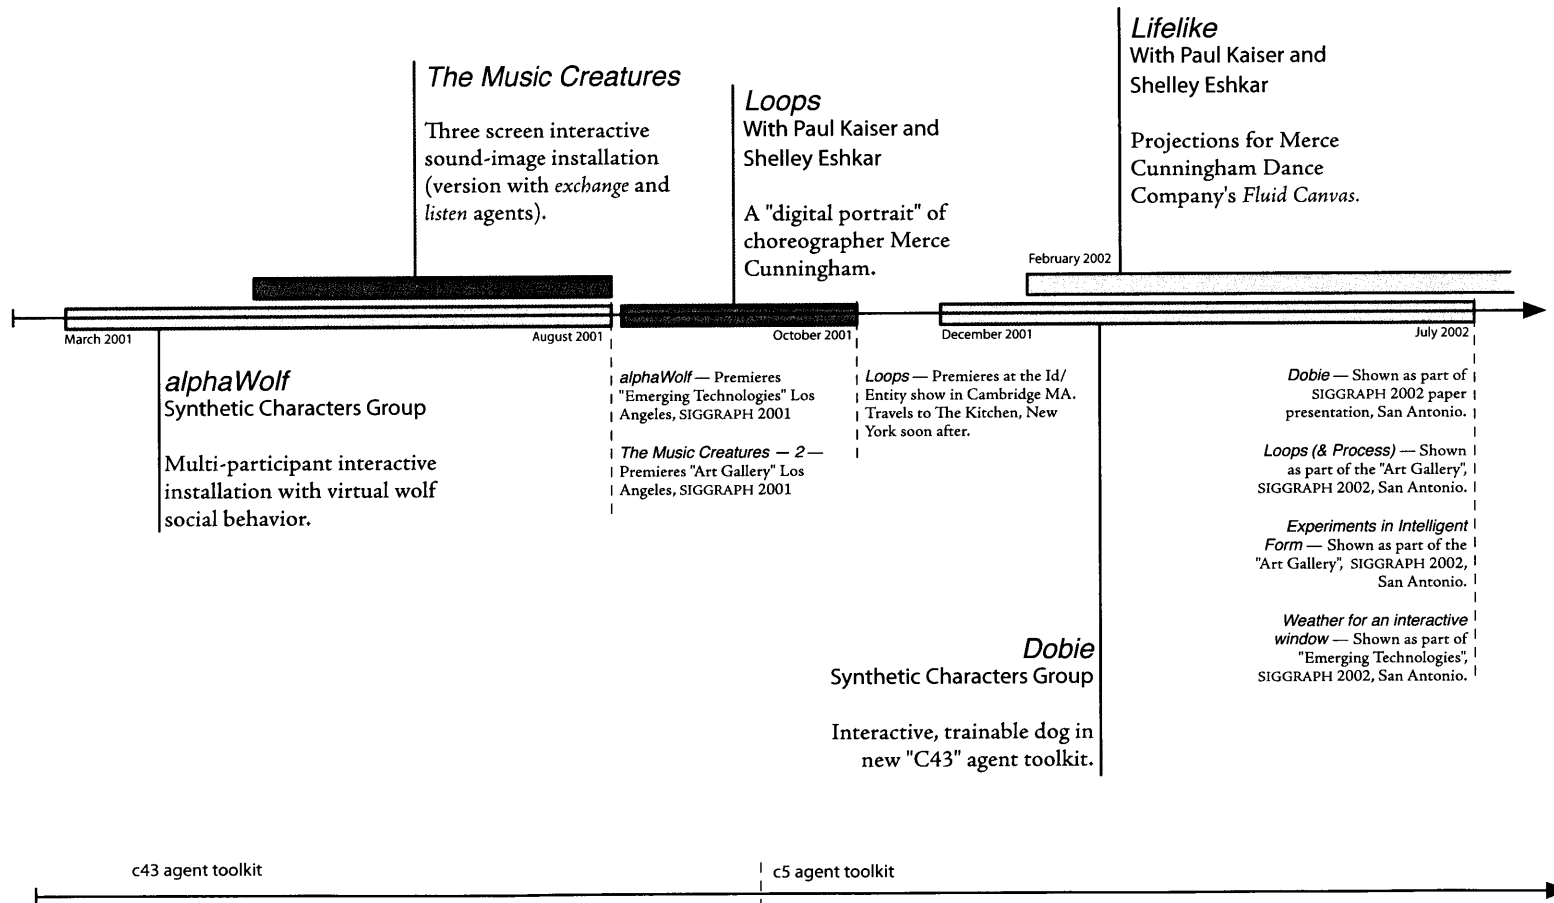 The Music Creatures
Three screen interactive
sound-image installation
(version with exchange and
listen agents).
Loops
With Paul Kaiser and
Shelley Eshkar
A "digital portrait" of
choreographer Merce
Cunningham.
Lifelike
With Paul Kaiser and
Shelley Eshkar
Projections for Merce
Cunningham Dance
Company's Fluid Canvas.
February 2002
March 2001
August 2001
October 2001
December 2001
July 2002
alphaWolf
Synthetic Characters Group
Multi-participant interactive
installation with virtual wolf
social behavior.
alphaWolf — Premieres
"Emerging Technologies" Los
Angeles, SIGGRAPH 2001
The Music Creatures — 2 —
Premieres "Art Gallery" Los
Angeles, SIGGRAPH 2001
Loops — Premieres at the Id/
Entity show in Cambridge MA.
Travels to The Kitchen, New
York soon after.
Dobie — Shown as part of
SIGGRAPH 2002 paper
presentation, San Antonio.
Loops (& Process) — Shown
as part of the "Art Gallery",
SIGGRAPH 2002, San Antonio.
Experiments in Intelligent
Form — Shown as part of the
"Art Gallery", SIGGRAPH 2002,
San Antonio.
Weather for an interactive
window — Shown as part of
"Emerging Technologies",
SIGGRAPH 2002, San Antonio.
Dobie
Synthetic Characters Group
Interactive, trainable dog in
new "C43" agent toolkit.
c43 agent toolkit
c5 agent toolkit